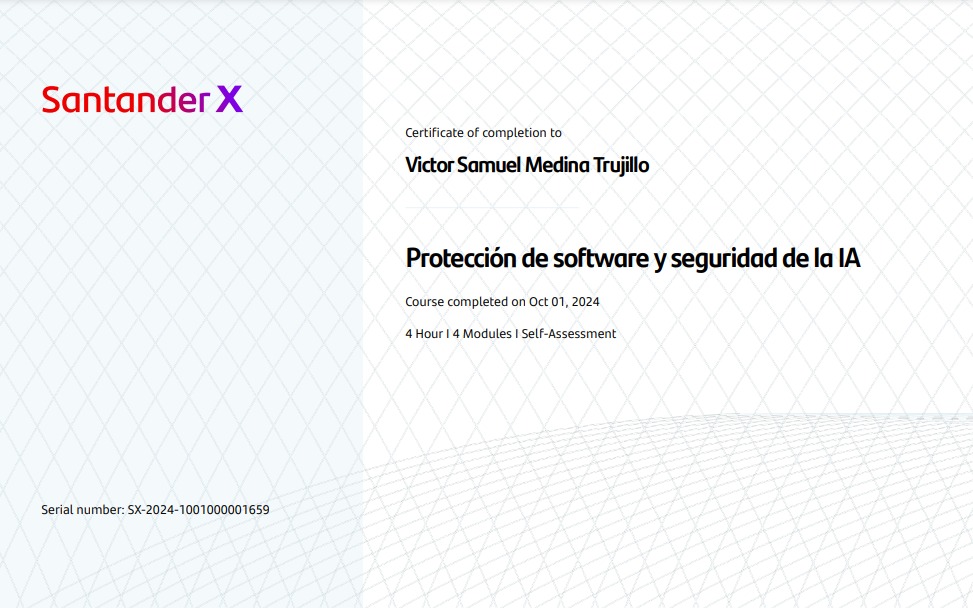 Santander X
Certificate of completion to
Victor Samuel Medina Trujillo
Protección de software y seguridad de la IA
Course completed on Oct 01, 2024
4 Hour I 4 Modules I Self-Assessment
Serial number: SX-2024-1001000001659